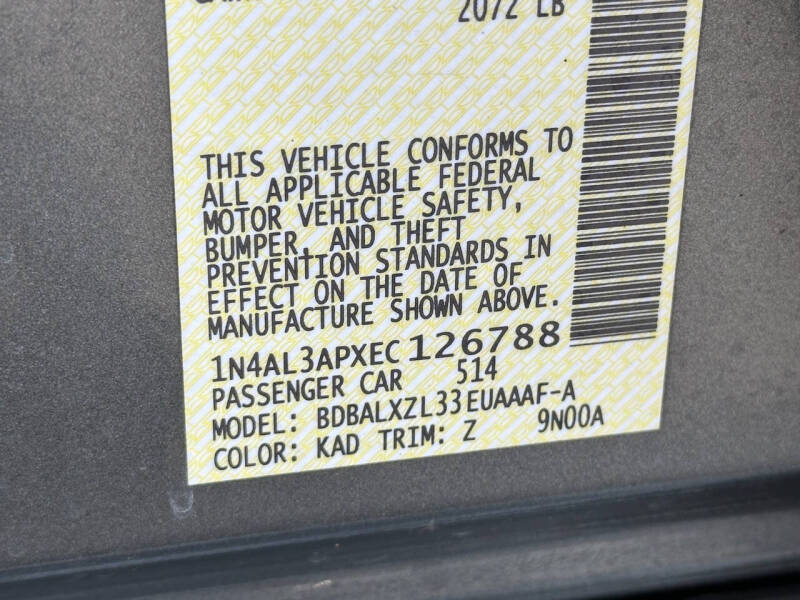 2072 LB
THIS VEHICLE CONFORMS TO
ALL APPLICABLE FEDERAL
MOTOR VEHICLE SAFETY,
BUMPER, AND THEFT
PREVENTION STANDARDS IN
EFFECT ON THE DATE OF
MANUFACTURE SHOWN ABOVE.
1N4AL3APXEC126788
PASSENGER CAR 514
MODEL: BDBALXZL33EUAAAF-A
COLOR: KAD TRIM: Z 9N00A